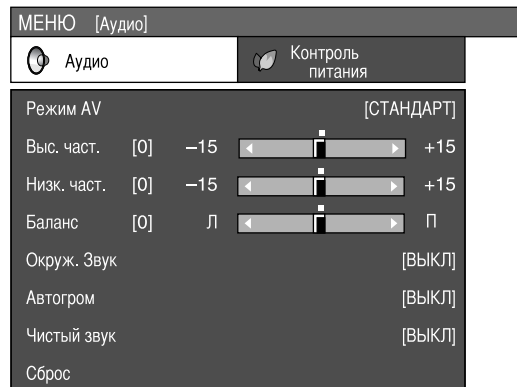 МЕНЮ [Аудио]
Аудио
Контроль
питания
Режим AV [СТАНДАРТ]
Выс. част. [0] –15 +15
Низк. част. [0] –15 +15
Баланс [0] Л П
Окруж. Звук [ВЫКЛ]
Автогром [ВЫКЛ]
Чистый звук [ВЫКЛ]
Сброс